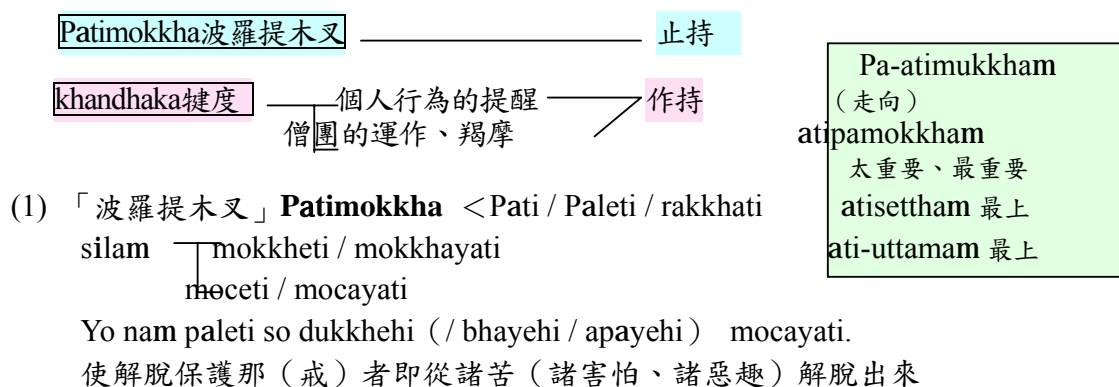 Patimokkha波羅提木叉 止持
khandhaka犍度 個人行為的提醒 作持
僧團的運作、羯摩
Pa-atimukkham
（走向）
atipamokkham
太重要、最重要
atisettham 最上
ati-uttamam 最上
(1) 「波羅提木叉」Patimokkha ＜Pati / Paleti / rakkhati
silam mokkheti / mokkhayati
moceti / mocayati
Yo nam paleti so dukkhehi（/ bhayehi / apayehi） mocayati.
使解脫保護那（戒）者即從諸苦（諸害怕、諸惡趣）解脫出來